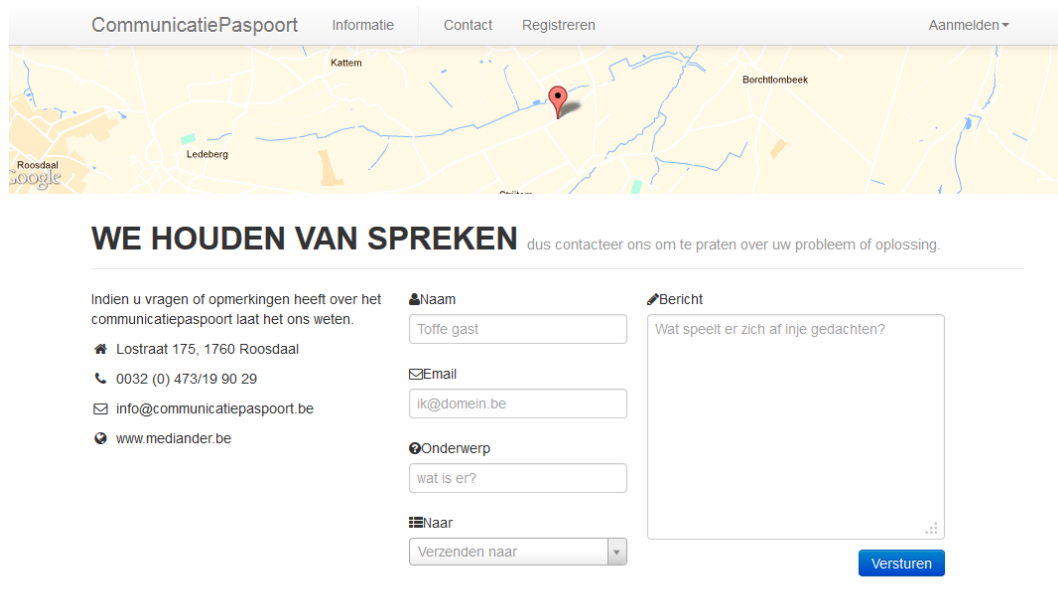 CommunicatiePaspoort Informatie Contact Registreren Aanmelden
Kattem
Borchtlombeek
Ledeberg
Roosdaal
Google
WE HOUDEN VAN SPREKEN dus contacteer ons om te praten over uw probleem of oplossing.
Indien u vragen of opmerkingen heeft over het
communicatiepaspoort laat het ons weten.
Lostraat 175, 1760 Roosdaal
0032 (0) 473/19 90 29
info@communicatiepaspoort.be
www.mediander.be
Naam
Toffe gast
Email
ik@domein.be
Onderwerp
wat is er?
Naar
Verzenden naar
Bericht
Wat speelt er zich af inje gedachten?
Versturen